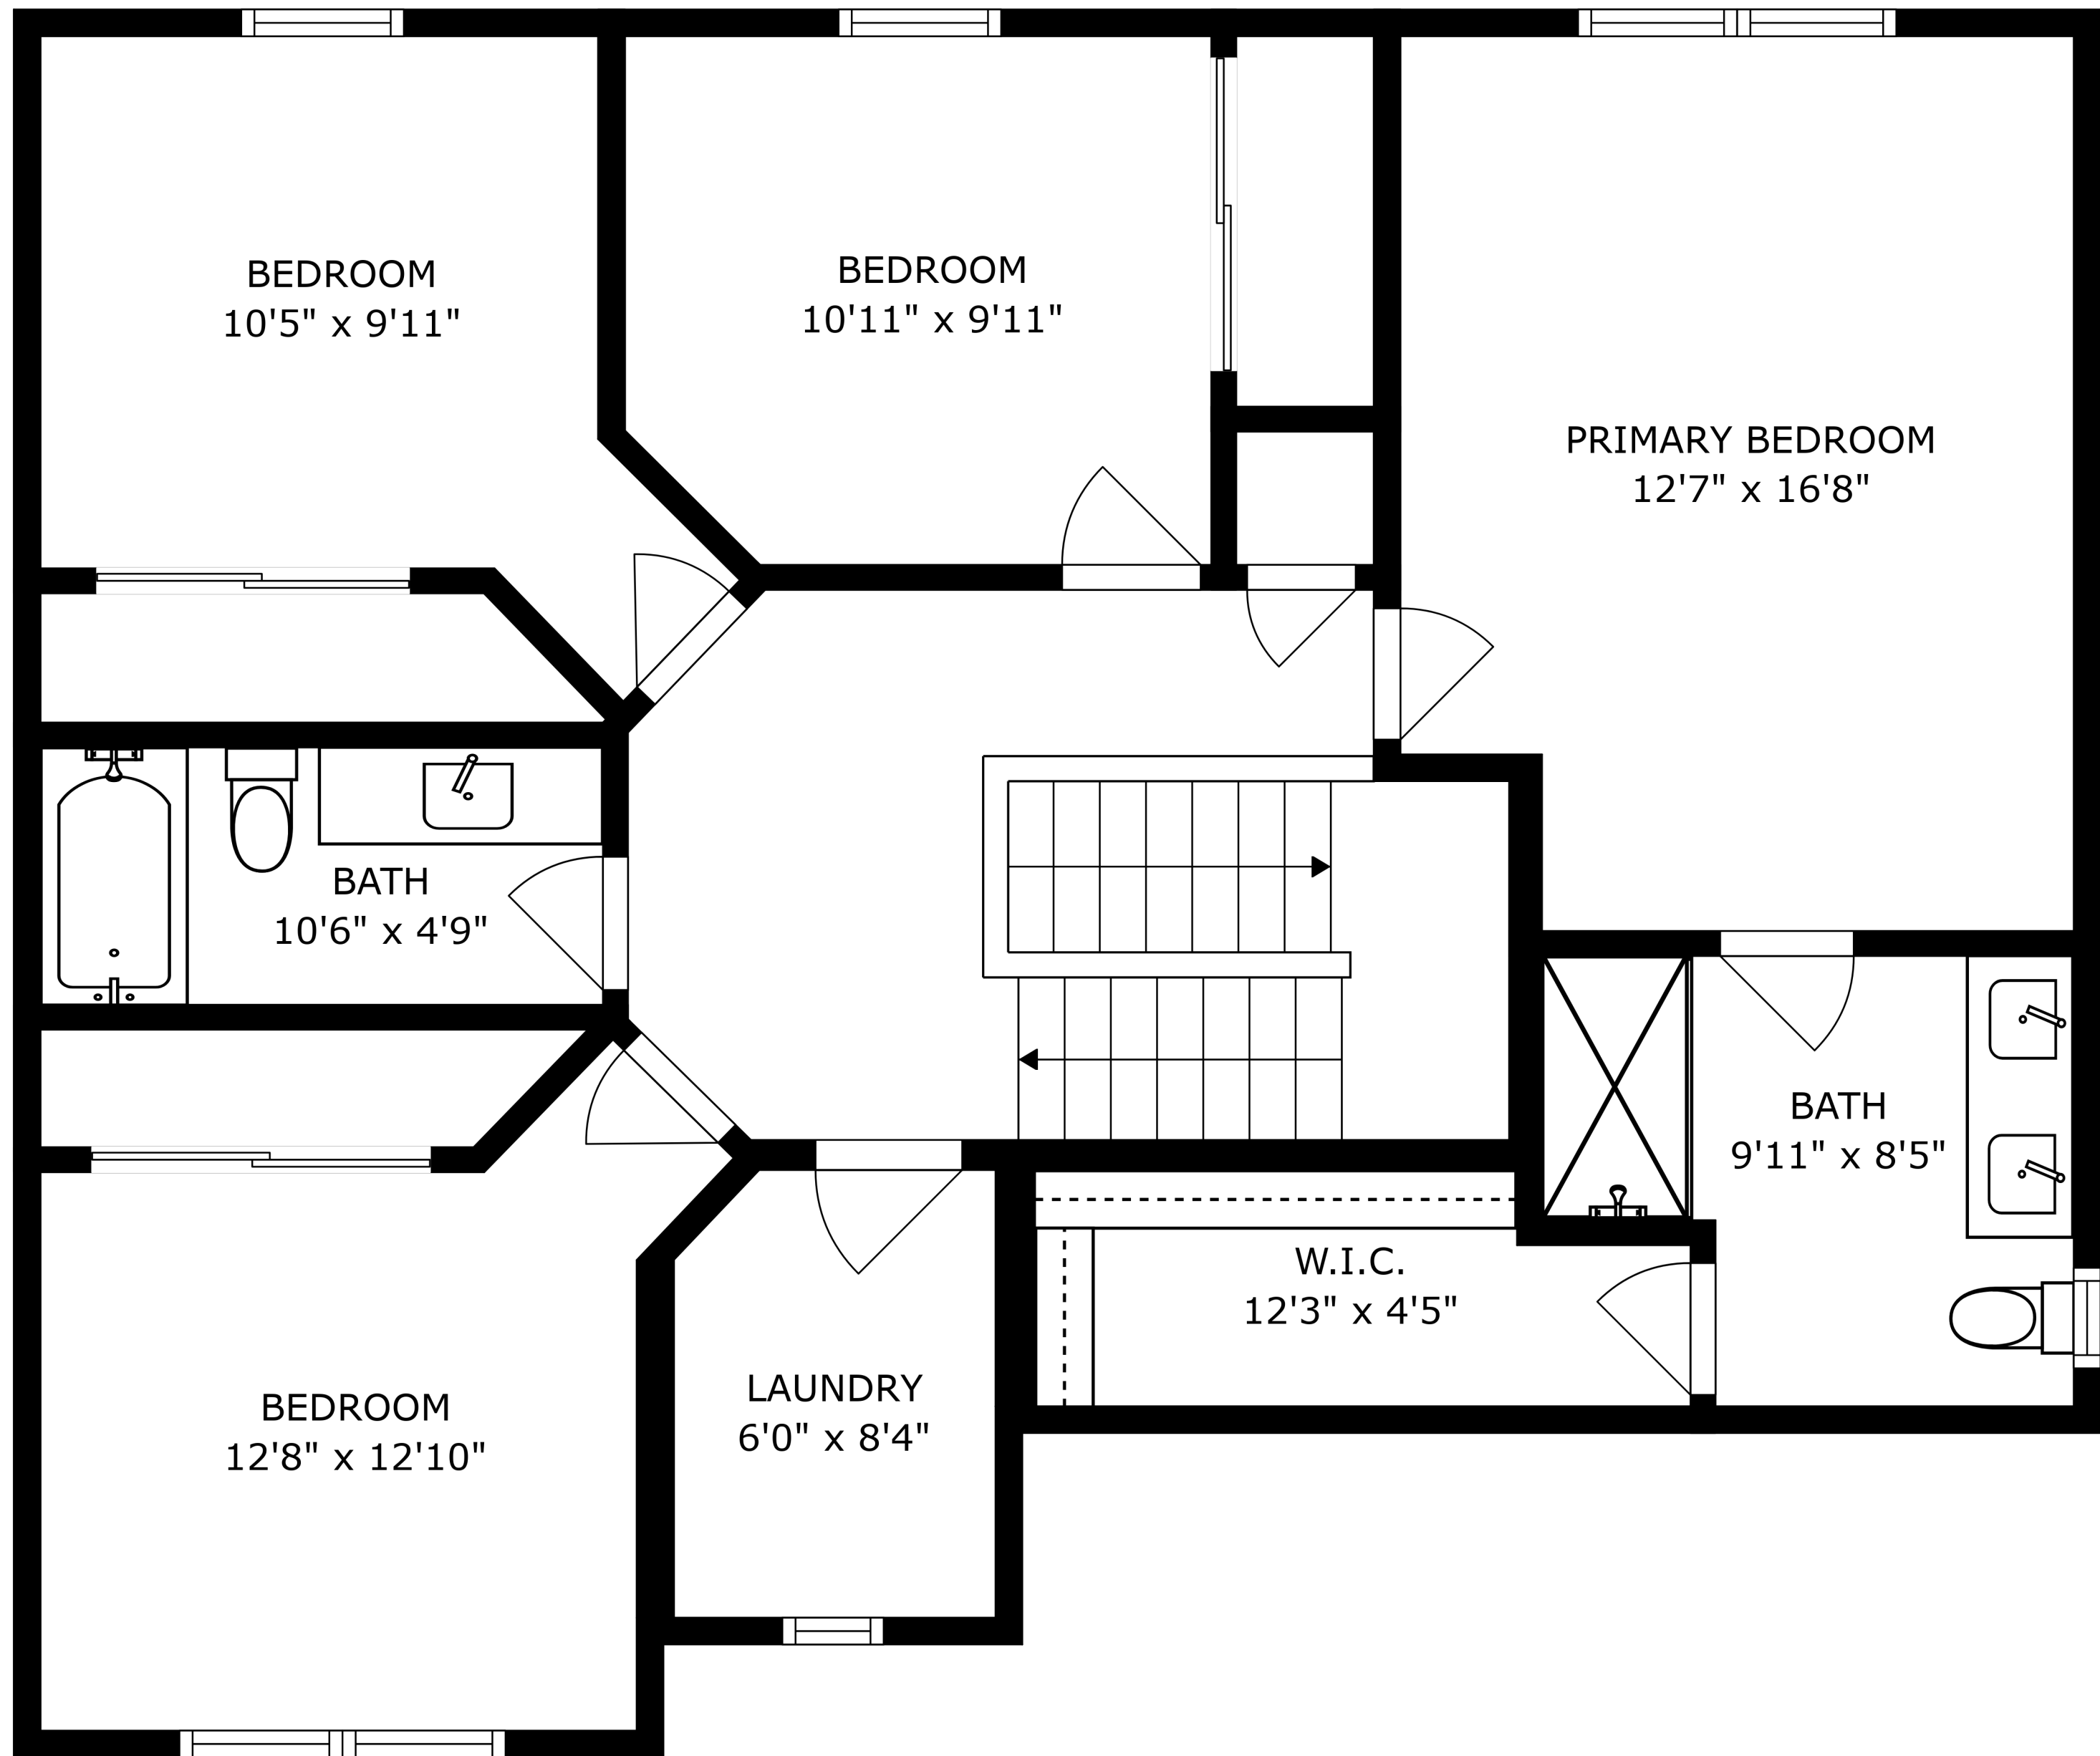 BEDROOM
10'5" x 9'11"
BEDROOM
10'11" x 9'11"
PRIMARY BEDROOM
12'7" x 16'8"
BATH
10'6" x 4'9"
BATH
9'11" x 8'5"
W.I.C.
12'3" x 4'5"
LAUNDRY
6'0" x 8'4"
BEDROOM
12'8" x 12'10"